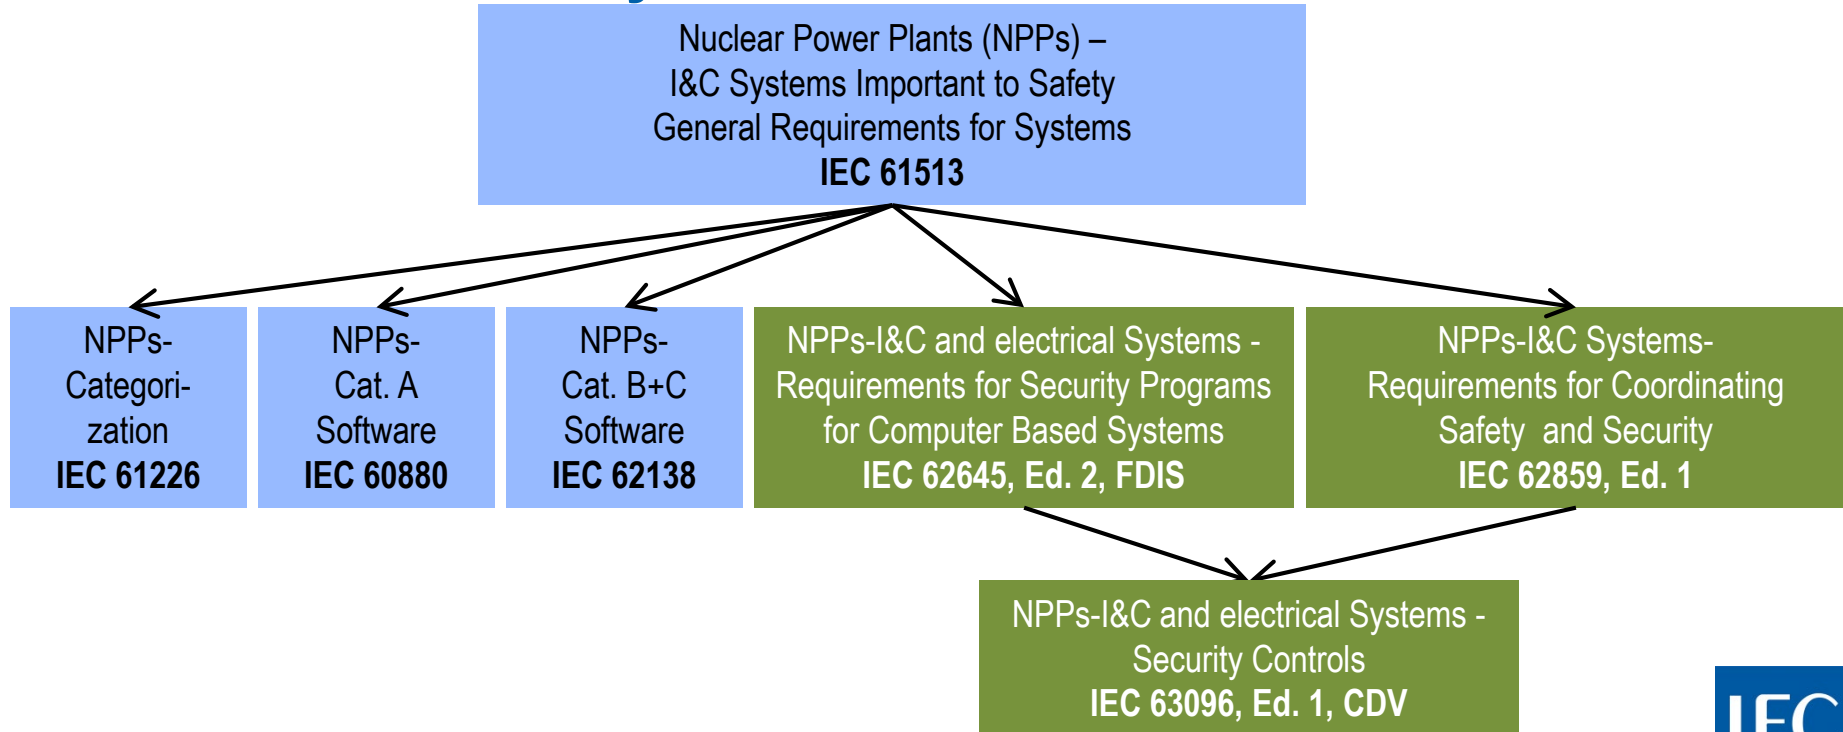 Nuclear Power Plants (NPPs) –
I&C Systems Important to Safety
General Requirements for Systems
IEC 61513
NPPs-
Categori-
zation
IEC 61226
NPPs-
Cat. A
Software
IEC 60880
NPPs-
Cat. B+C
Software
IEC 62138
NPPs-I&C and electrical Systems -
Requirements for Security Programs
for Computer Based Systems
IEC 62645, Ed. 2, FDIS
NPPs-I&C Systems-
Requirements for Coordinating
Safety and Security
IEC 62859, Ed. 1
NPPs-I&C and electrical Systems -
Security Controls
IEC 63096, Ed. 1, CDV
IEC